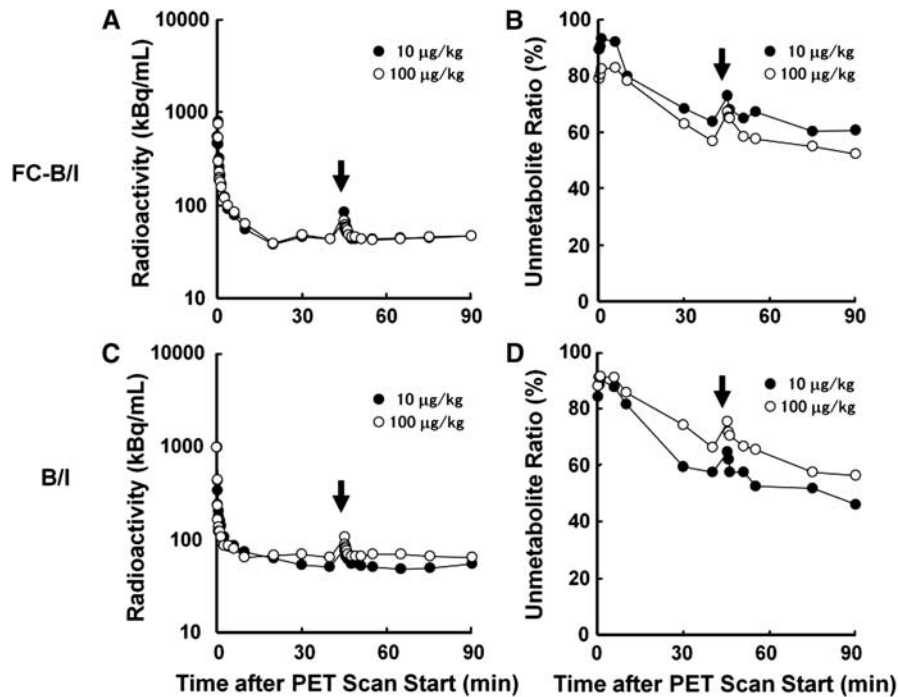 A
10000
1000
100
10
0
30
60
90
Radioactivity (kBq/mL)
10 μg/kg
100 μg/kg
B
100
80
60
40
20
0
0
30
60
90
Unmetabolite Ratio (%)
10 μg/kg
100 μg/kg
FC-B/I
C
10000
1000
100
10
0
30
60
90
Radioactivity (kBq/mL)
10 μg/kg
100 μg/kg
Time after PET Scan Start (min)
D
100
80
60
40
20
0
0
30
60
90
Unmetabolite Ratio (%)
10 μg/kg
100 μg/kg
Time after PET Scan Start (min)
B/I